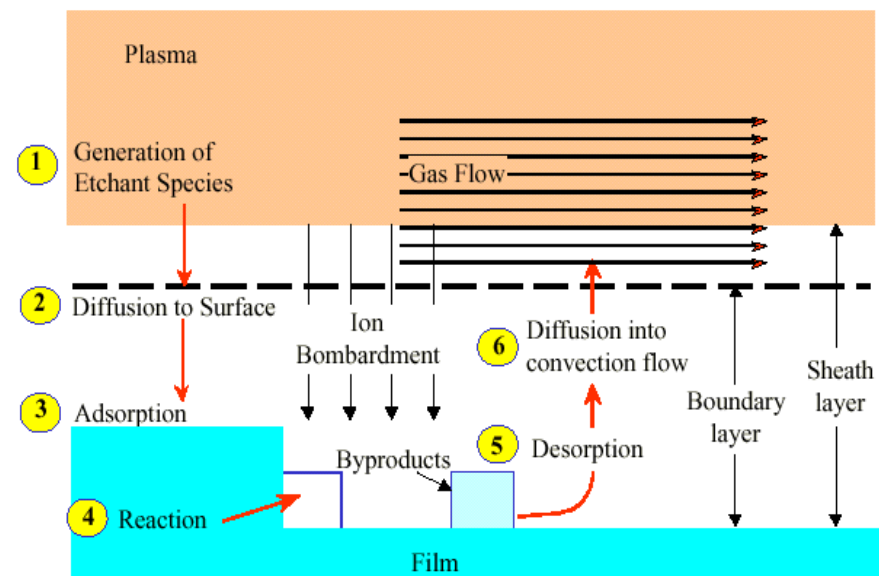 Plasma
1
Generation of
Etchant Species
Gas Flow
2
Diffusion to Surface
Ion
Bombardment
6
Diffusion into
convection flow
Sheath
layer
Boundary
layer
3
Adsorption
Byproducts
5
Desorption
4
Reaction
Film